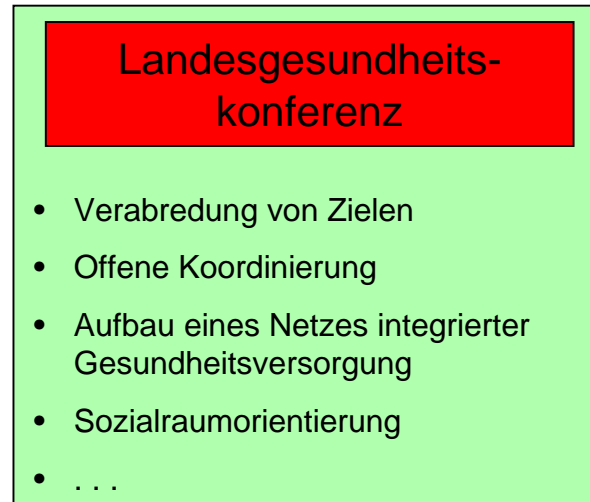 Landesgesundheits-
konferenz
• Verabredung von Zielen
• Offene Koordinierung
• Aufbau eines Netzes integrierter
Gesundheitsversorgung
• Sozialraumorientierung
• . . .